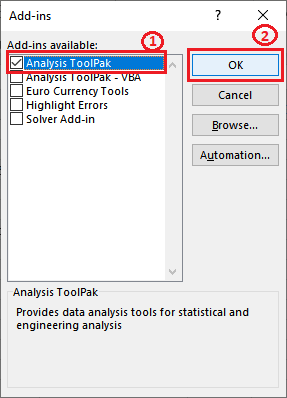 Add-ins
?
Add-ins available:
1
Analysis ToolPak
Analysis ToolPak - VBA
Euro Currency Tools
Highlight Errors
Solver Add-in
2
OK
Cancel
Browse...
Automation...
Analysis ToolPak
Provides data analysis tools for statistical and
engineering analysis